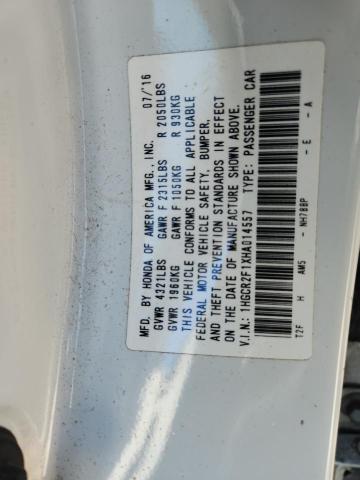 MFD. BY HONDA OF AMERICA MFG., INC. 07/'16
GVWR 4321LBS GAWR F 2315LBS R 2050LBS
GVWR 1960KG GAWR F 1050KG R 930KG
THIS VEHICLE CONFORMS TO ALL APPLICABLE
FEDERAL MOTOR VEHICLE SAFETY, BUMPER,
AND THEFT PREVENTION STANDARDS IN EFFECT
ON THE DATE OF MANUFACTURE SHOWN ABOVE.
V.I.N.: 1HGCR2F1XHA014557 TYPE: PASSENGER CAR
T2F H AM5 - NH788P - E - A